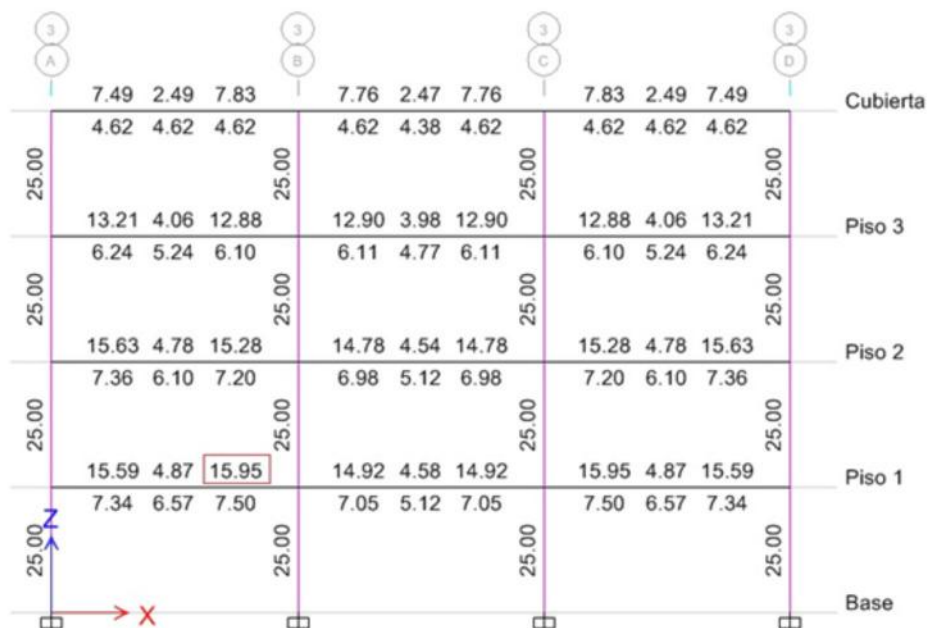 3 3 3 3
A B C D
7.49 2.49 7.83 7.76 2.47 7.76 7.83 2.49 7.49
Cubierta
4.62 4.62 4.62 4.62 4.38 4.62 4.62 4.62 4.62
25.00 25.00 25.00 25.00
13.21 4.06 12.88 12.90 3.98 12.90 12.88 4.06 13.21
Piso 3
6.24 5.24 6.10 6.11 4.77 6.11 6.10 5.24 6.24
25.00 25.00 25.00 25.00
15.63 4.78 15.28 14.78 4.54 14.78 15.28 4.78 15.63
Piso 2
7.36 6.10 7.20 6.98 5.12 6.98 7.20 6.10 7.36
25.00 25.00 25.00 25.00
15.59 4.87 15.95 14.92 4.58 14.92 15.95 4.87 15.59
Piso 1
7.34 6.57 7.50 7.05 5.12 7.05 7.50 6.57 7.34
Z
25.00 25.00 25.00 25.00
X
Base